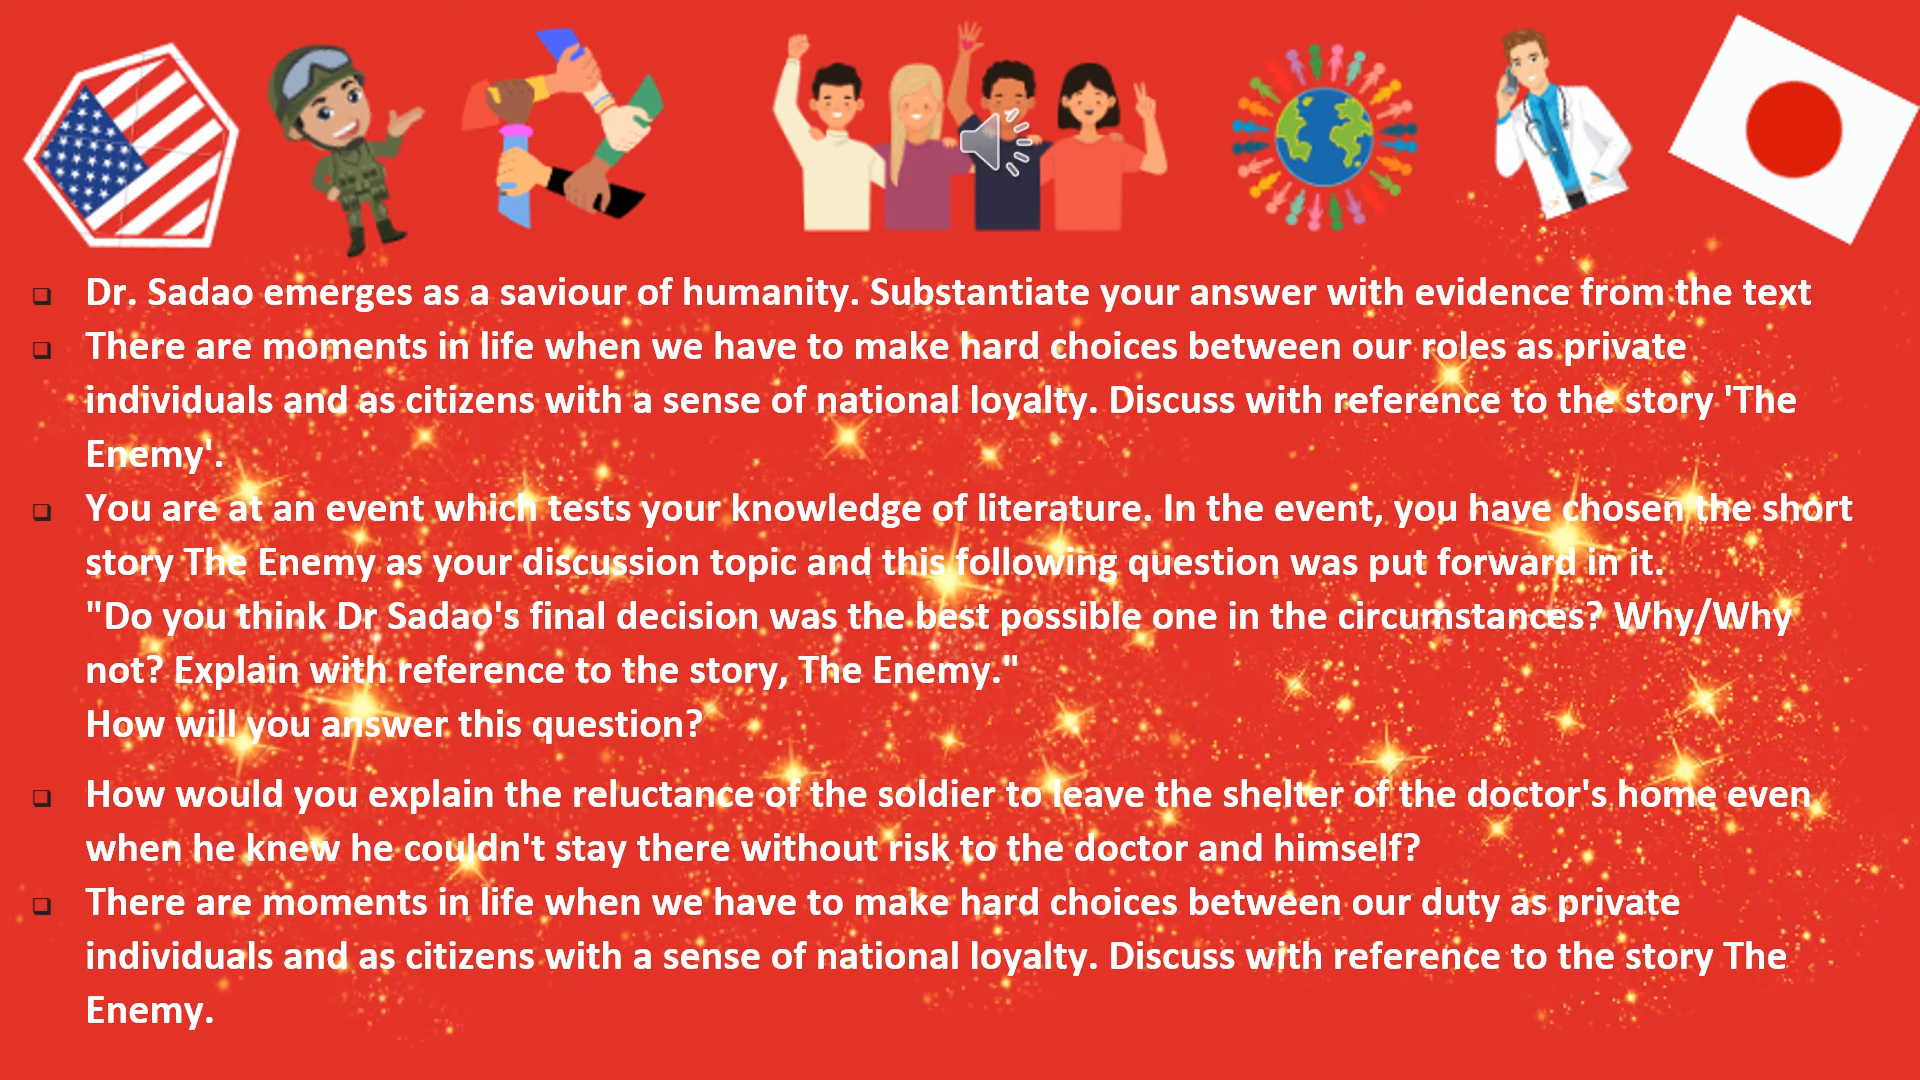 Dr. Sadao emerges as a saviour of humanity. Substantiate your answer with evidence from the text
There are moments in life when we have to make hard choices between our roles as private
individuals and as citizens with a sense of national loyalty. Discuss with reference to the story 'The
Enemy'.
You are at an event which tests your knowledge of literature. In the event, you have chosen the short
story The Enemy as your discussion topic and this following question was put forward in it.
"Do you think Dr Sadao's final decision was the best possible one in the circumstances? Why/Why
not? Explain with reference to the story, The Enemy."
How will you answer this question?
How would you explain the reluctance of the soldier to leave the shelter of the doctor's home even
when he knew he couldn't stay there without risk to the doctor and himself?
There are moments in life when we have to make hard choices between our duty as private
individuals and as citizens with a sense of national loyalty. Discuss with reference to the story The
Enemy.